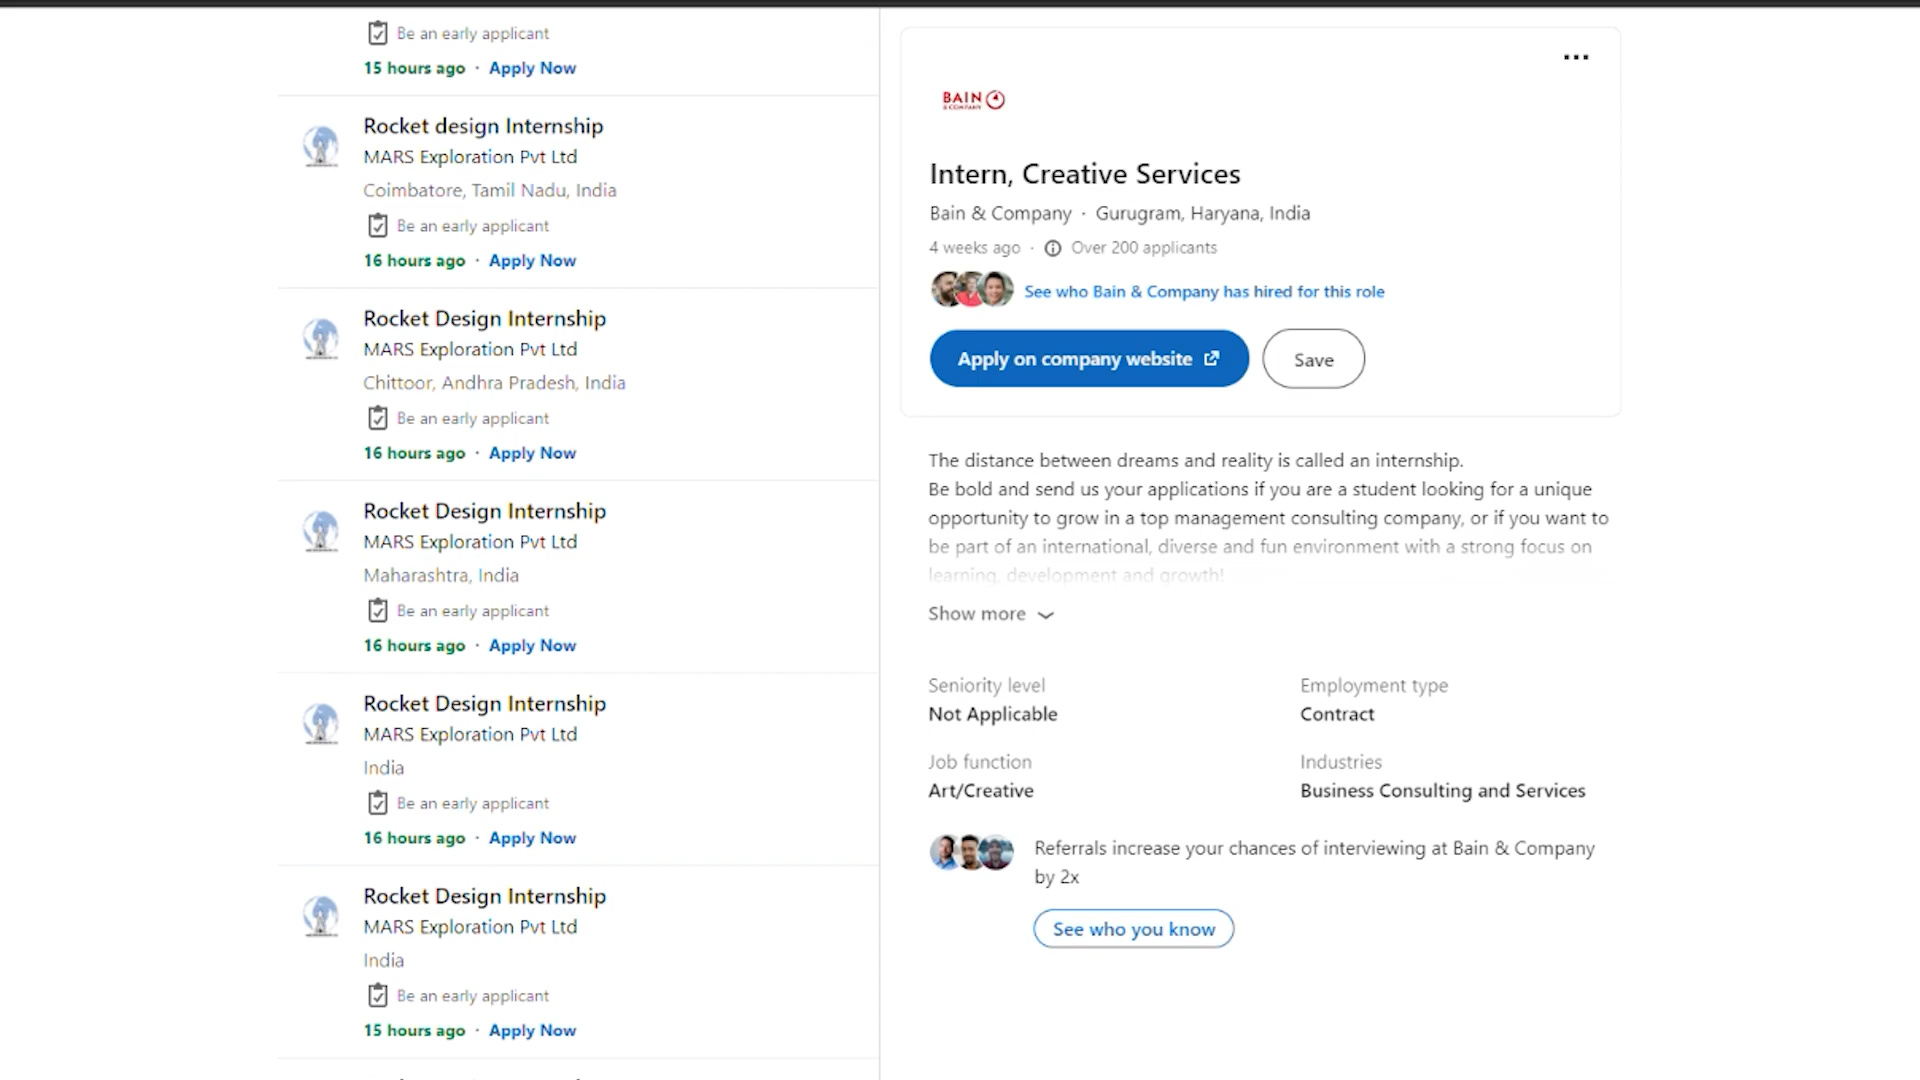 Be an early applicant
15 hours ago · Apply Now
Rocket design Internship
MARS Exploration Pvt Ltd
Coimbatore, Tamil Nadu, India
Be an early applicant
16 hours ago · Apply Now
Rocket Design Internship
MARS Exploration Pvt Ltd
Chittoor, Andhra Pradesh, India
Be an early applicant
16 hours ago · Apply Now
Rocket Design Internship
MARS Exploration Pvt Ltd
Maharashtra, India
Be an early applicant
16 hours ago · Apply Now
Rocket Design Internship
MARS Exploration Pvt Ltd
India
Be an early applicant
16 hours ago · Apply Now
Rocket Design Internship
MARS Exploration Pvt Ltd
India
Be an early applicant
15 hours ago · Apply Now
BAIN
& COMPANY
Intern, Creative Services
Bain & Company · Gurugram, Haryana, India
4 weeks ago · Over 200 applicants
See who Bain & Company has hired for this role
Apply on company website
Save
The distance between dreams and reality is called an internship.
Be bold and send us your applications if you are a student looking for a unique
opportunity to grow in a top management consulting company, or if you want to
be part of an international, diverse and fun environment with a strong focus on
learning, development and growth!
Show more
Seniority level
Not Applicable
Employment type
Contract
Job function
Art/Creative
Industries
Business Consulting and Services
Referrals increase your chances of interviewing at Bain & Company
by 2x
See who you know